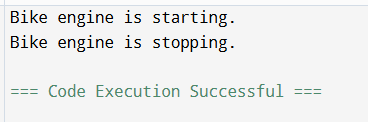 Bike engine is starting.
Bike engine is stopping.
=== Code Execution Successful ===